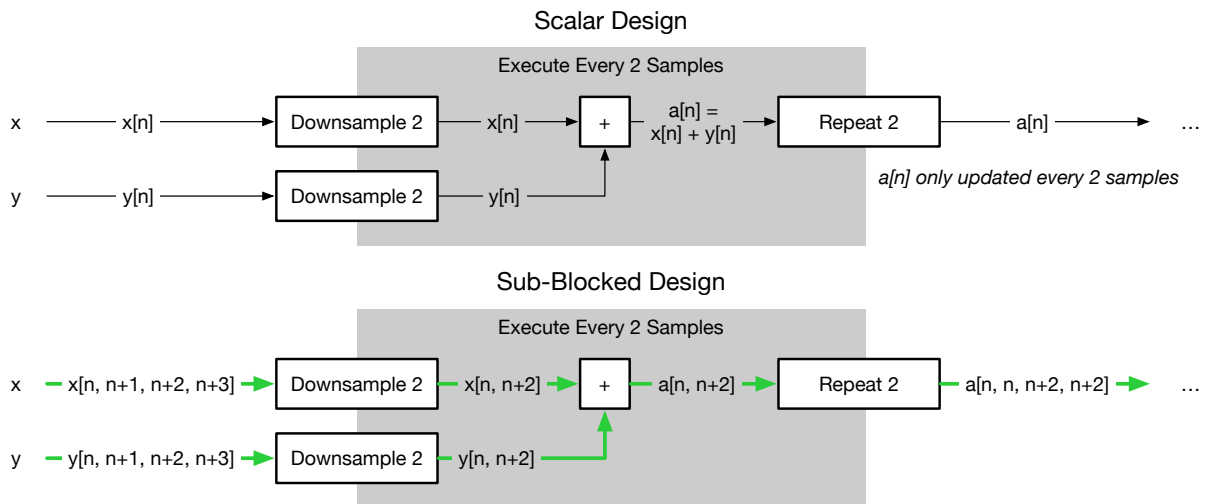 Scalar Design
Execute Every 2 Samples
x x[n] Downsample 2 x[n] + a[n] =
x[n] + y[n] Repeat 2 a[n] ...
y y[n] Downsample 2 y[n]
a[n] only updated every 2 samples
Sub-Blocked Design
Execute Every 2 Samples
x x[n, n+1, n+2, n+3] Downsample 2 x[n, n+2] + a[n, n+2] Repeat 2 a[n, n, n+2, n+2] ...
y y[n, n+1, n+2, n+3] Downsample 2 y[n, n+2]